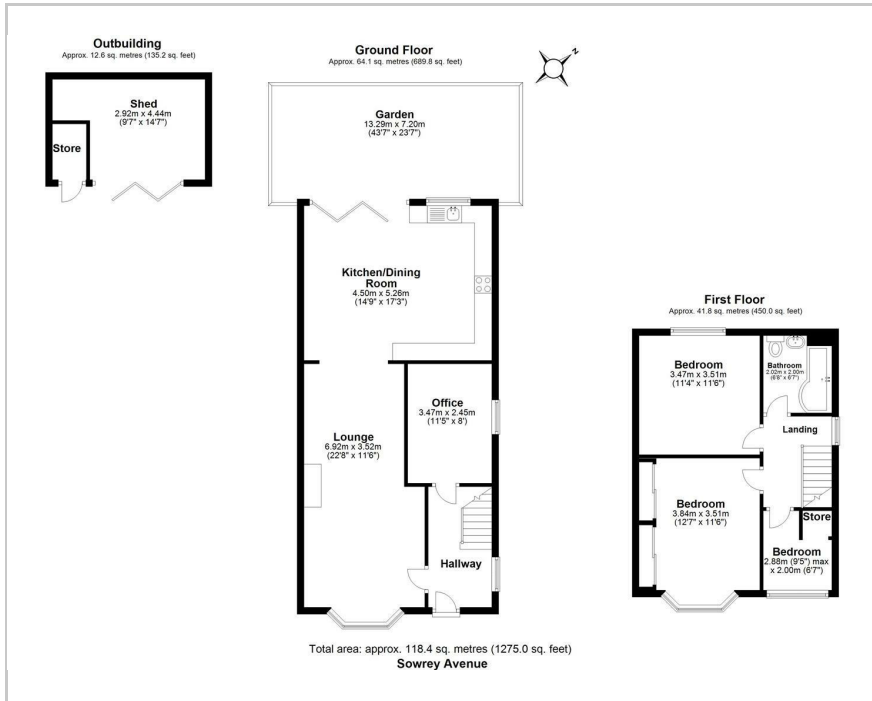 Outbuilding
Approx. 12.6 sq. metres (135.2 sq. feet)
Shed
2.92m x 4.44m
(9'7" x 14'7")
Store
Ground Floor
Approx. 64.1 sq. metres (689.8 sq. feet)
N
Garden
13.29m x 7.20m
(43'7" x 23'7")
Kitchen/Dining
Room
4.50m x 5.26m
(14'9" x 17'3")
Office
3.47m x 2.45m
(11'5" x 8')
Lounge
6.92m x 3.52m
(22'8" x 11'6")
Hallway
First Floor
Approx. 41.8 sq. metres (450.0 sq. feet)
Bedroom
3.47m x 3.51m
(11'4" x 11'6")
Bathroom
2.02m x 2.00m
(6'8" x 6'7")
Landing
Bedroom
3.84m x 3.51m
(12'7" x 11'6")
Store
Bedroom
2.88m (9'5") max
x 2.00m (6'7")
Total area: approx. 118.4 sq. metres (1275.0 sq. feet)
Sowrey Avenue